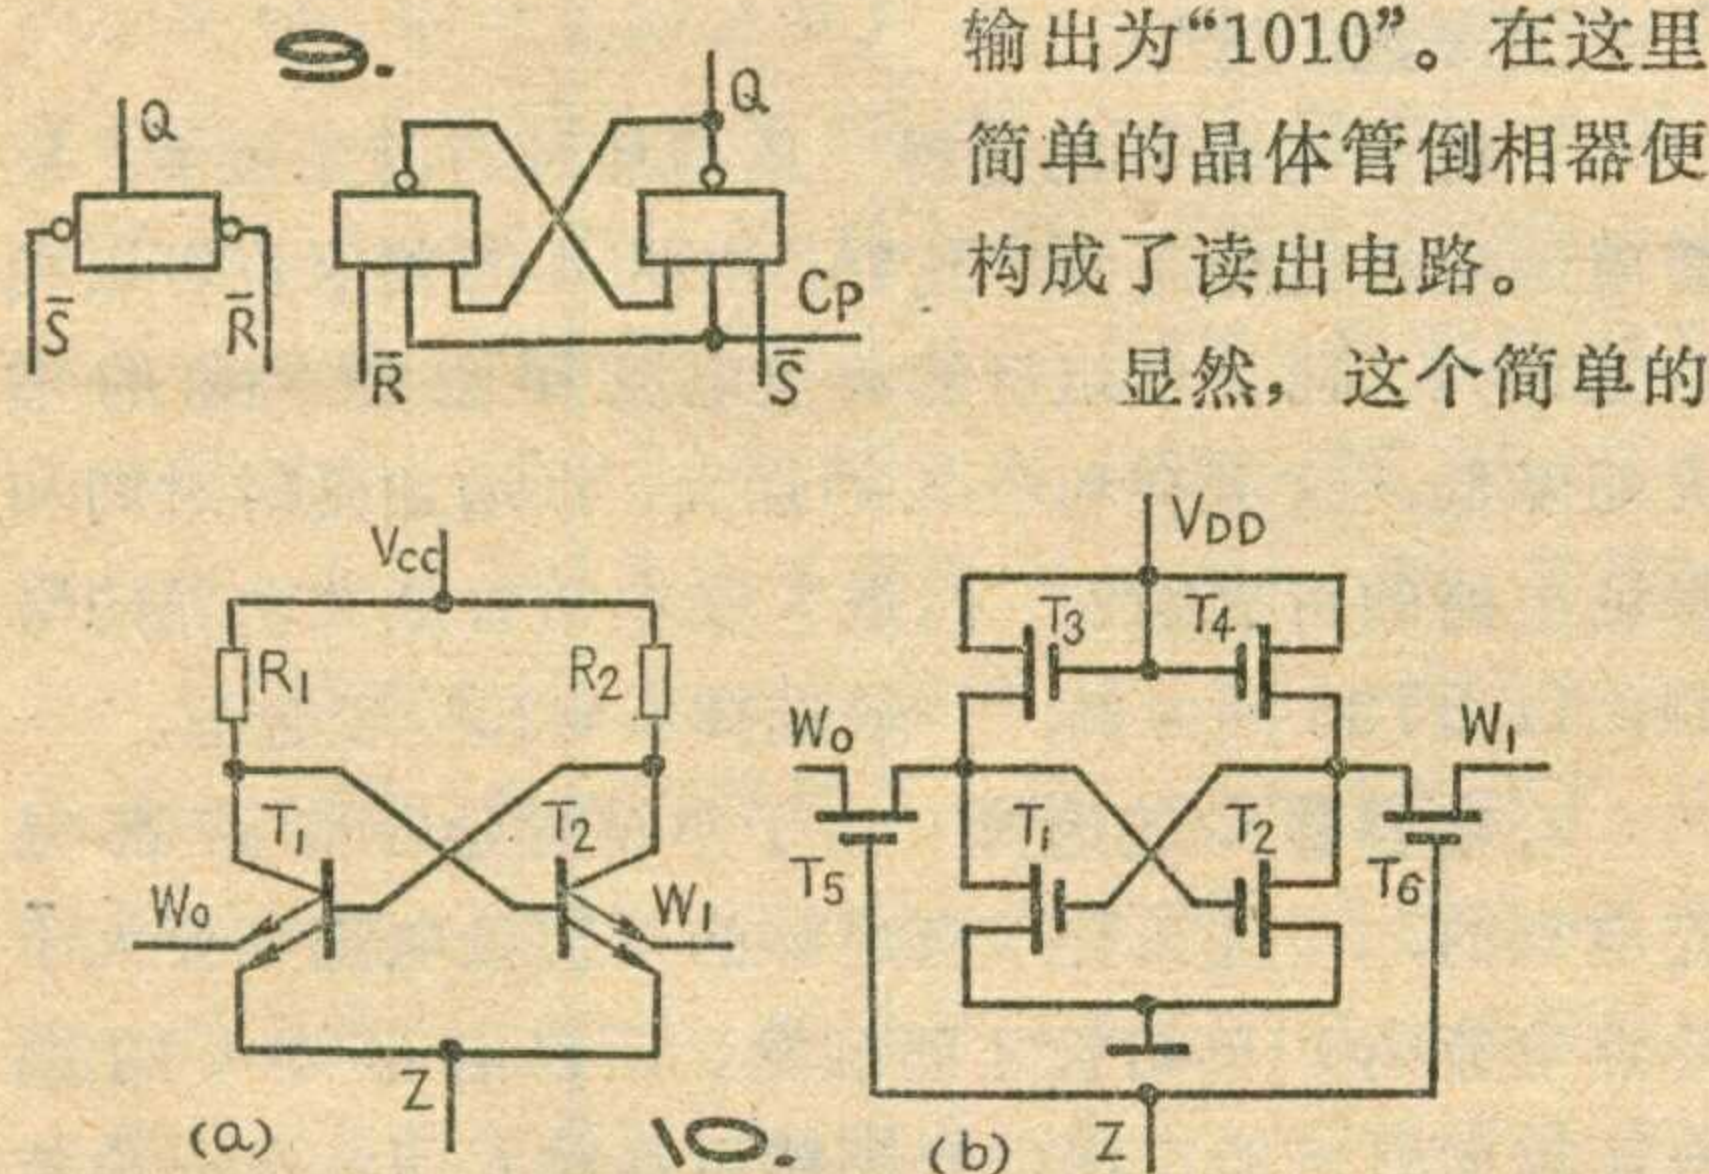 9.
Q
S̄
R̄
Q
Cp
R̄
S̄
输出为“1010”。在这里
简单的晶体管倒相器便
构成了读出电路。
显然，这个简单的
Vcc
R₁
R₂
T₁
T₂
W₀
W₁
Z
(a)
10.
VDD
T₃
T₄
W₀
W₁
T₁
T₂
T₅
T₆
Z
(b)